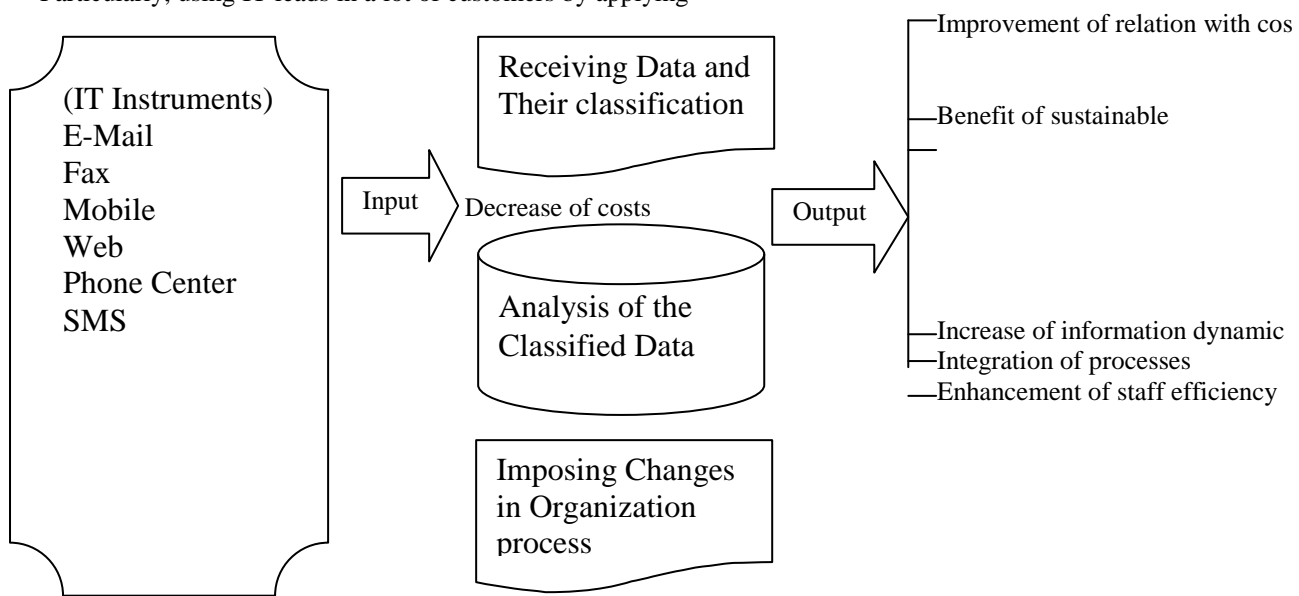 Particularly, using IT leads in a lot of customers by applying
(IT Instruments)
E-Mail
Fax
Mobile
Web
Phone Center
SMS
Input
Receiving Data and
Their classification
Decrease of costs
Analysis of the
Classified Data
Imposing Changes
in Organization
process
Output
Improvement of relation with cos
Benefit of sustainable
Increase of information dynamic
Integration of processes
Enhancement of staff efficiency